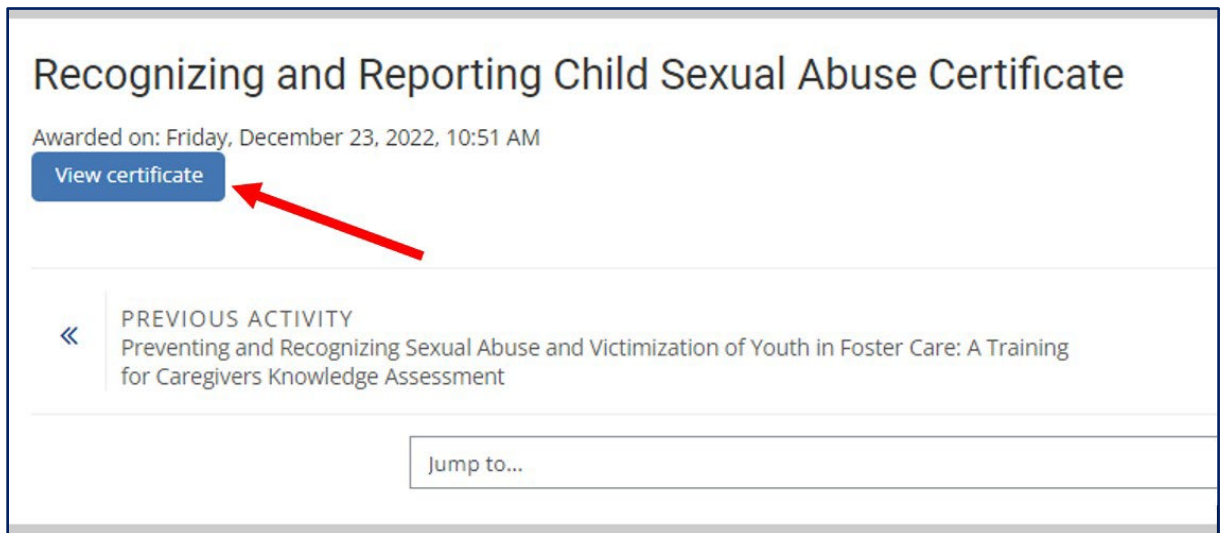 Recognizing and Reporting Child Sexual Abuse Certificate
Awarded on: Friday, December 23, 2022, 10:51 AM
View certificate
«
PREVIOUS ACTIVITY
Preventing and Recognizing Sexual Abuse and Victimization of Youth in Foster Care: A Training
for Caregivers Knowledge Assessment
Jump to...